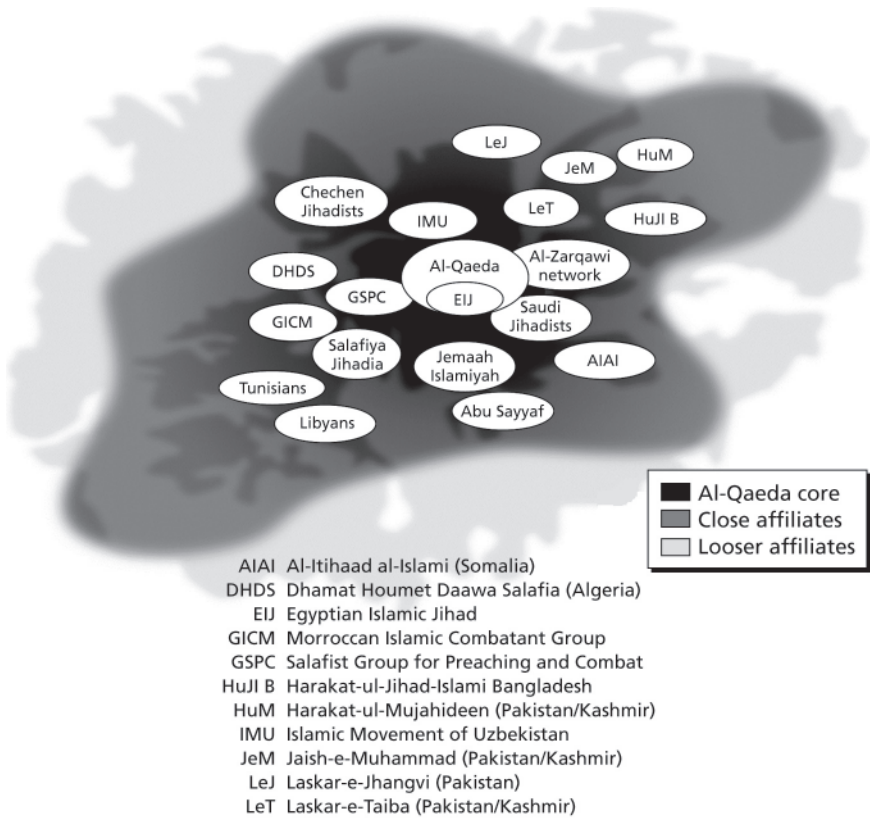 LeJ
JeM
HuM
Chechen
Jihadists
IMU
LeT
HuJI B
Al-Qaeda
EIJ
Al-Zarqawi
network
DHDS
GSPC
Saudi
Jihadists
GICM
Salafiya
Jihadia
Jemaah
Islamiyah
AIAI
Tunisians
Abu Sayyaf
Libyans
Al-Qaeda core
Close affiliates
Looser affiliates
AIAI Al-Itihaad al-Islami (Somalia)
DHDS Dhamat Houmet Daawa Salafia (Algeria)
EIJ Egyptian Islamic Jihad
GICM Morroccan Islamic Combatant Group
GSPC Salafist Group for Preaching and Combat
HuJI B Harakat-ul-Jihad-Islami Bangladesh
HuM Harakat-ul-Mujahideen (Pakistan/Kashmir)
IMU Islamic Movement of Uzbekistan
JeM Jaish-e-Muhammad (Pakistan/Kashmir)
LeJ Laskar-e-Jhangvi (Pakistan)
LeT Laskar-e-Taiba (Pakistan/Kashmir)